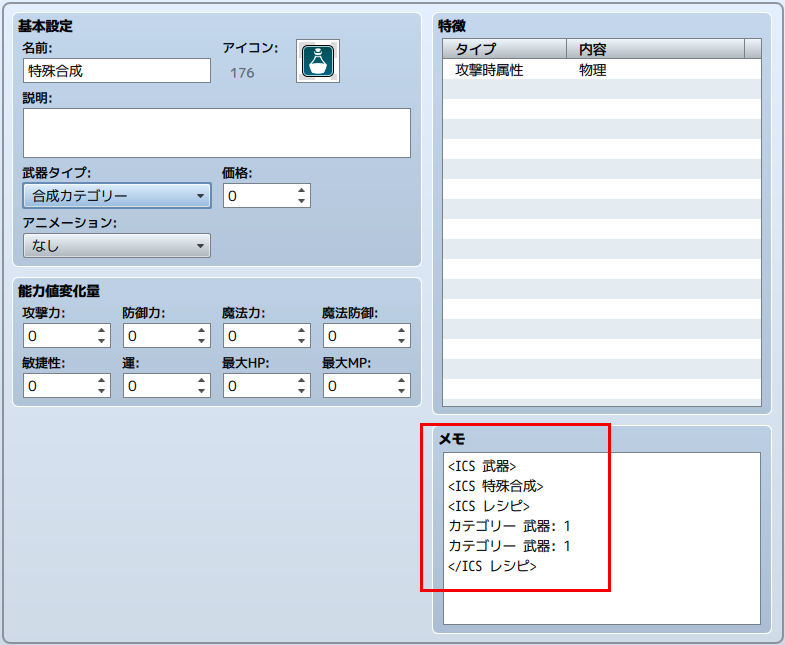 基本設定
名前:
アイコン:
特殊合成
176
説明:
武器タイプ:
価格:
合成カテゴリー
0
アニメーション:
なし
能力値変化量
攻撃力:
防御力:
魔法力:
魔法防御:
0
0
0
0
敏捷性:
運:
最大HP:
最大MP:
0
0
0
0
特徴
タイプ
内容
攻撃時属性
物理
メモ
<ICS 武器>
<ICS 特殊合成>
<ICS レシピ>
カテゴリー 武器: 1
カテゴリー 武器: 1
</ICS レシピ>